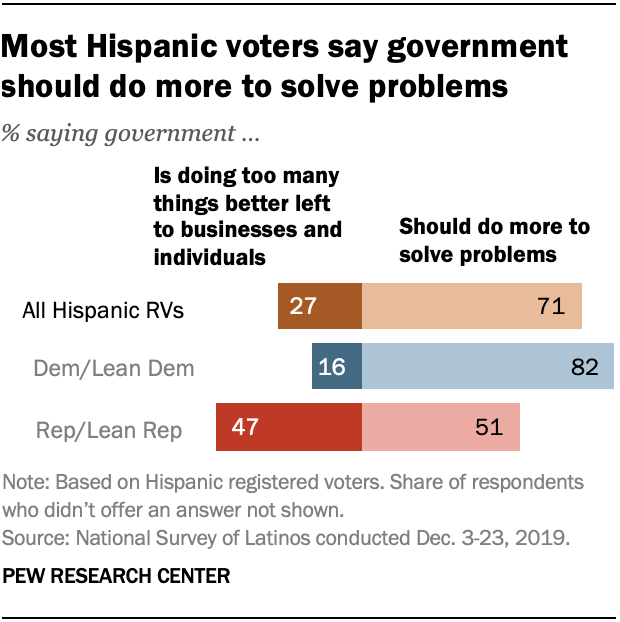 Most Hispanic voters say government
should do more to solve problems
% saying government ...
Is doing too many
things better left
to businesses and
individuals
Should do more to
solve problems
All Hispanic RVs
27
71
Dem/Lean Dem
16
82
Rep/Lean Rep
47
51
Note: Based on Hispanic registered voters. Share of respondents
who didn’t offer an answer not shown.
Source: National Survey of Latinos conducted Dec. 3-23, 2019.
PEW RESEARCH CENTER